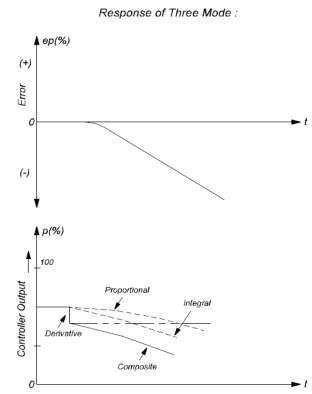 Response of Three Mode :
ep(%)
(+)
Error
0
t
(-)
p(%)
100
Controller Output
Proportional
Integral
Derivative
Composite
0
t